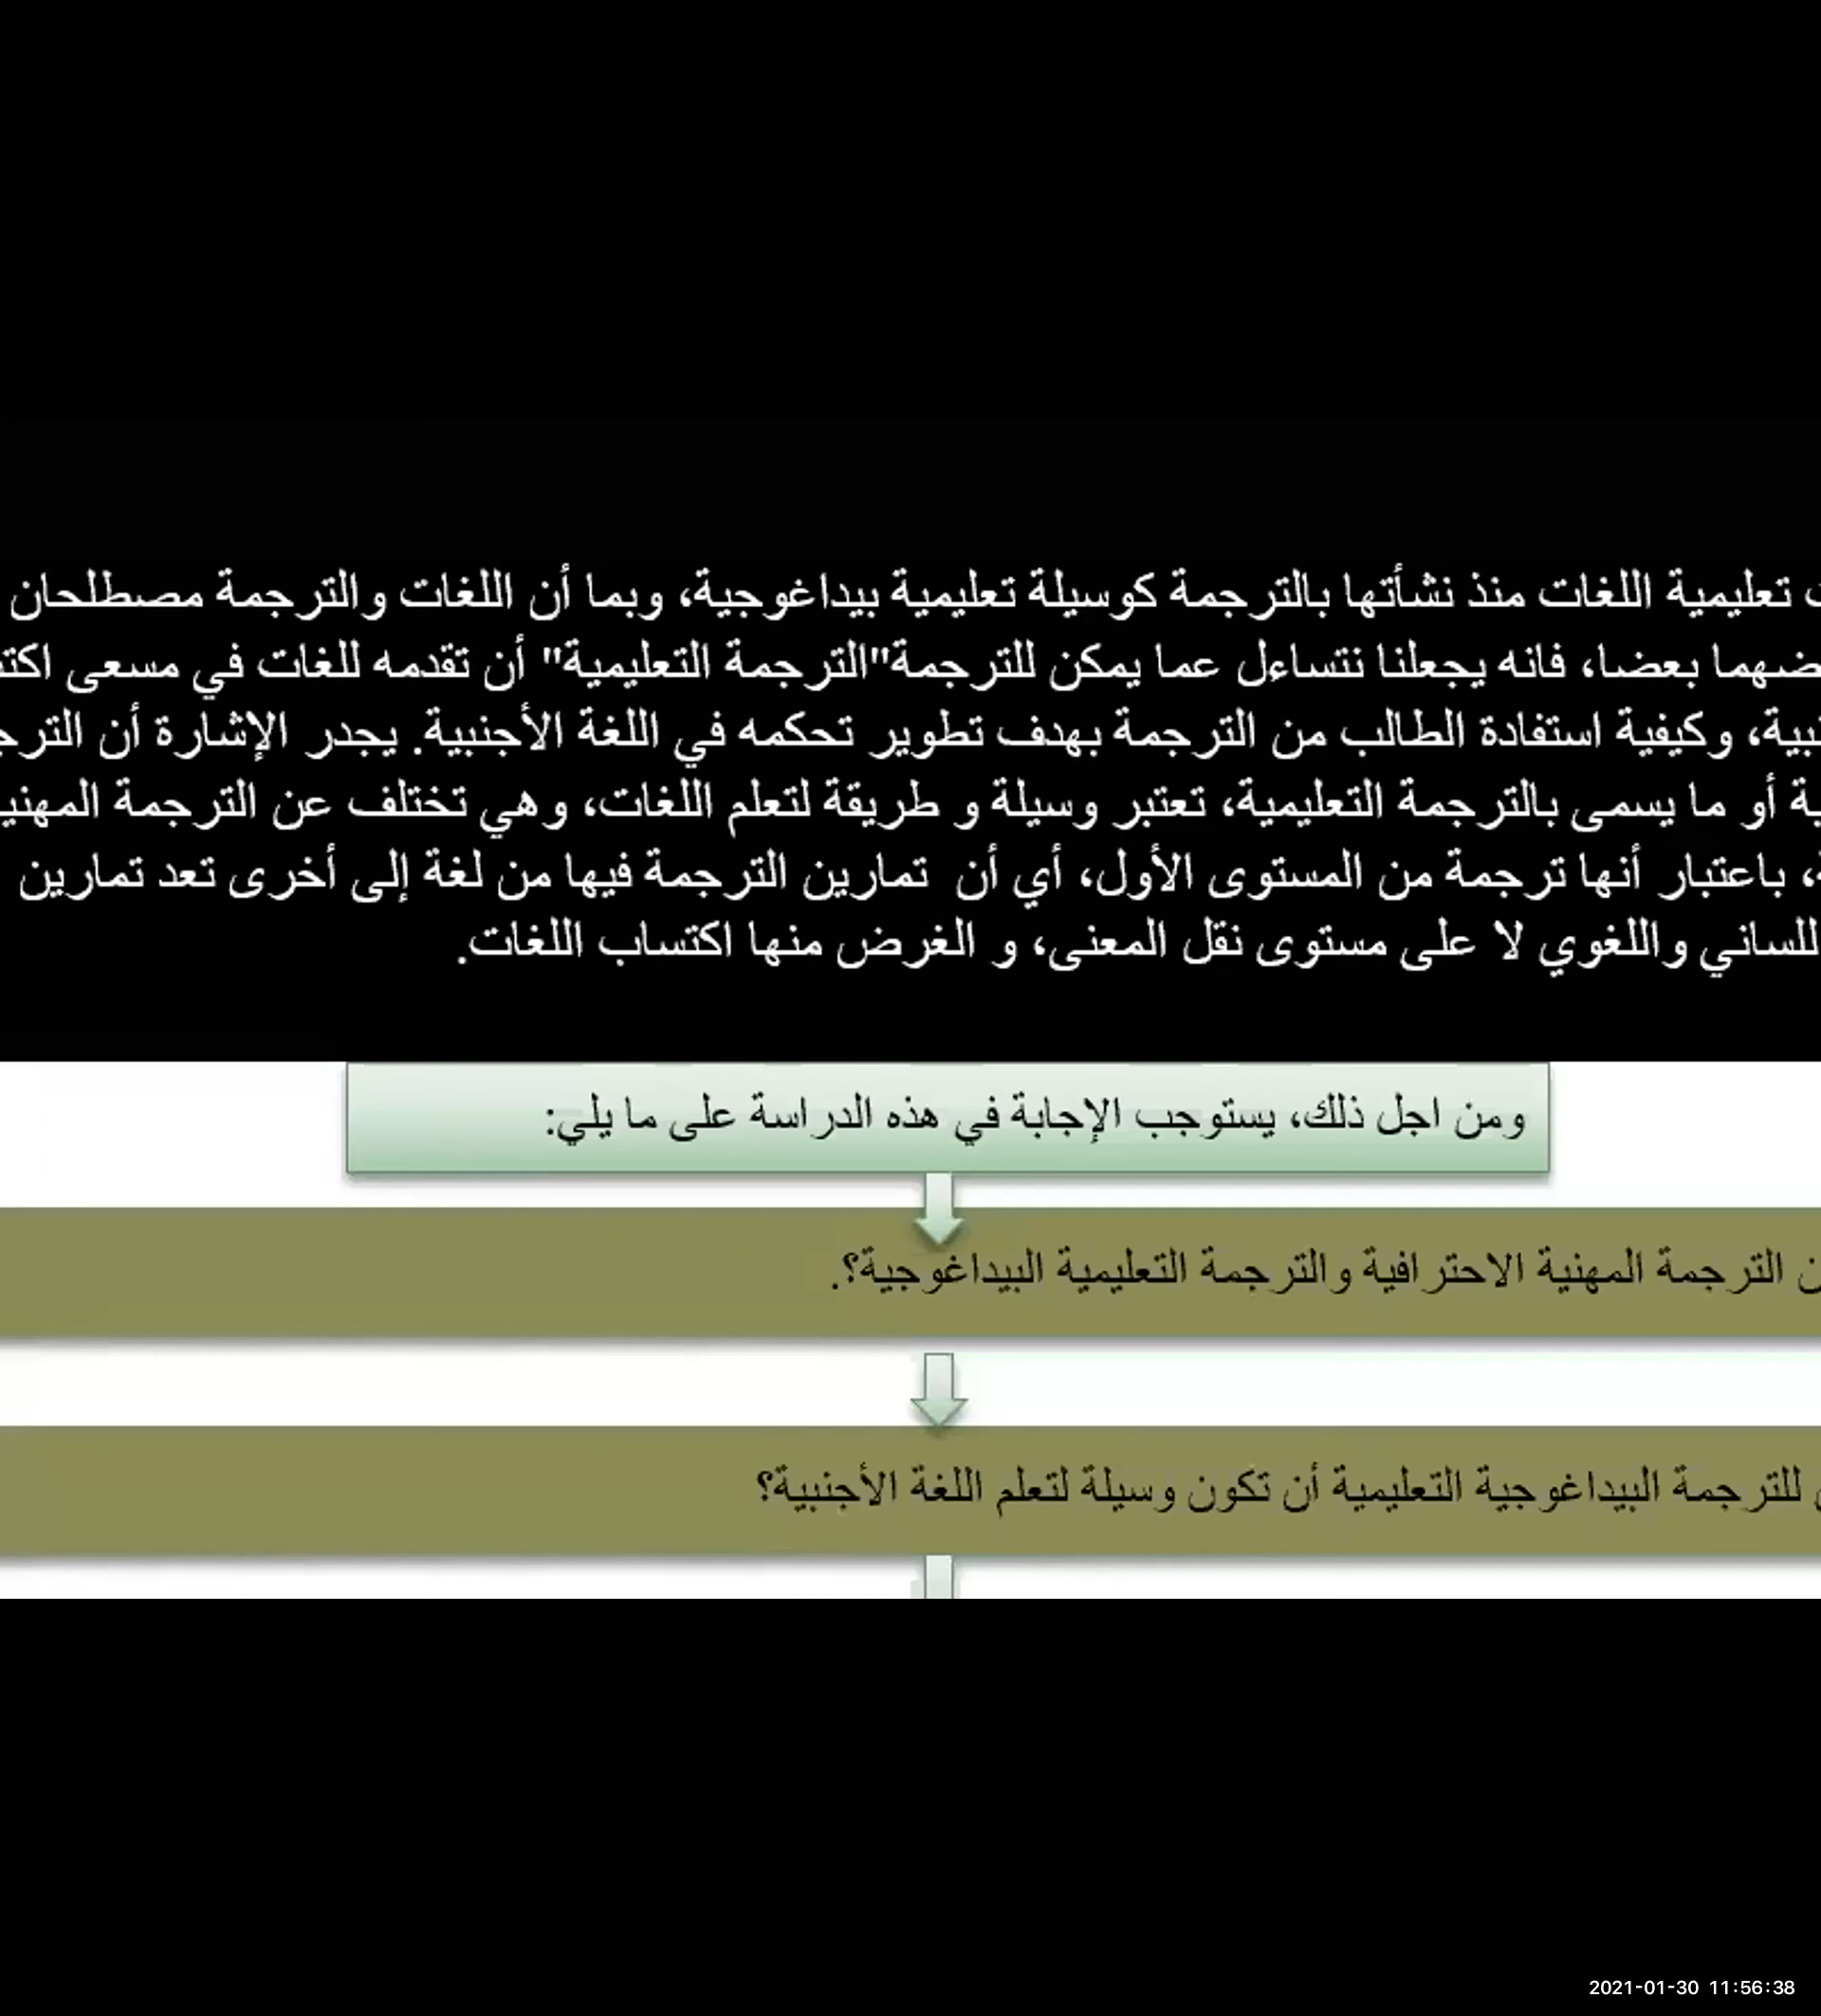 تعليمية اللغات منذ نشأتها بالترجمة كوسيلة تعليمية بيداغوجية، وبما أن اللغات والترجمة مصطلحان
بعضا، فانه يجعلنا نتساءل عما يمكن للترجمة"الترجمة التعليمية" أن تقدمه للغات في مسعى
وكيفية استفادة الطالب من الترجمة بهدف تطوير تحكمه في اللغة الأجنبية. يجدر الإشارة أن
أو ما يسمى بالترجمة التعليمية، تعتبر وسيلة و طريقة لتعلم اللغات، وهي تختلف عن الترجمة
باعتبار أنها ترجمة من المستوى الأول، أي أن تمارين الترجمة فيها من لغة إلى أخرى تعد تمارين
واللغوي لا على مستوى نقل المعنى، و الغرض منها اكتساب اللغات.
ومن اجل ذلك، يستوجب الإجابة في هذه الدراسة على ما يلي:
الترجمة المهنية الاحترافية والترجمة التعليمية البيداغوجية؟.
للترجمة البيداغوجية التعليمية أن تكون وسيلة لتعلم اللغة الأجنبية؟
2021-01-30 11:56:38